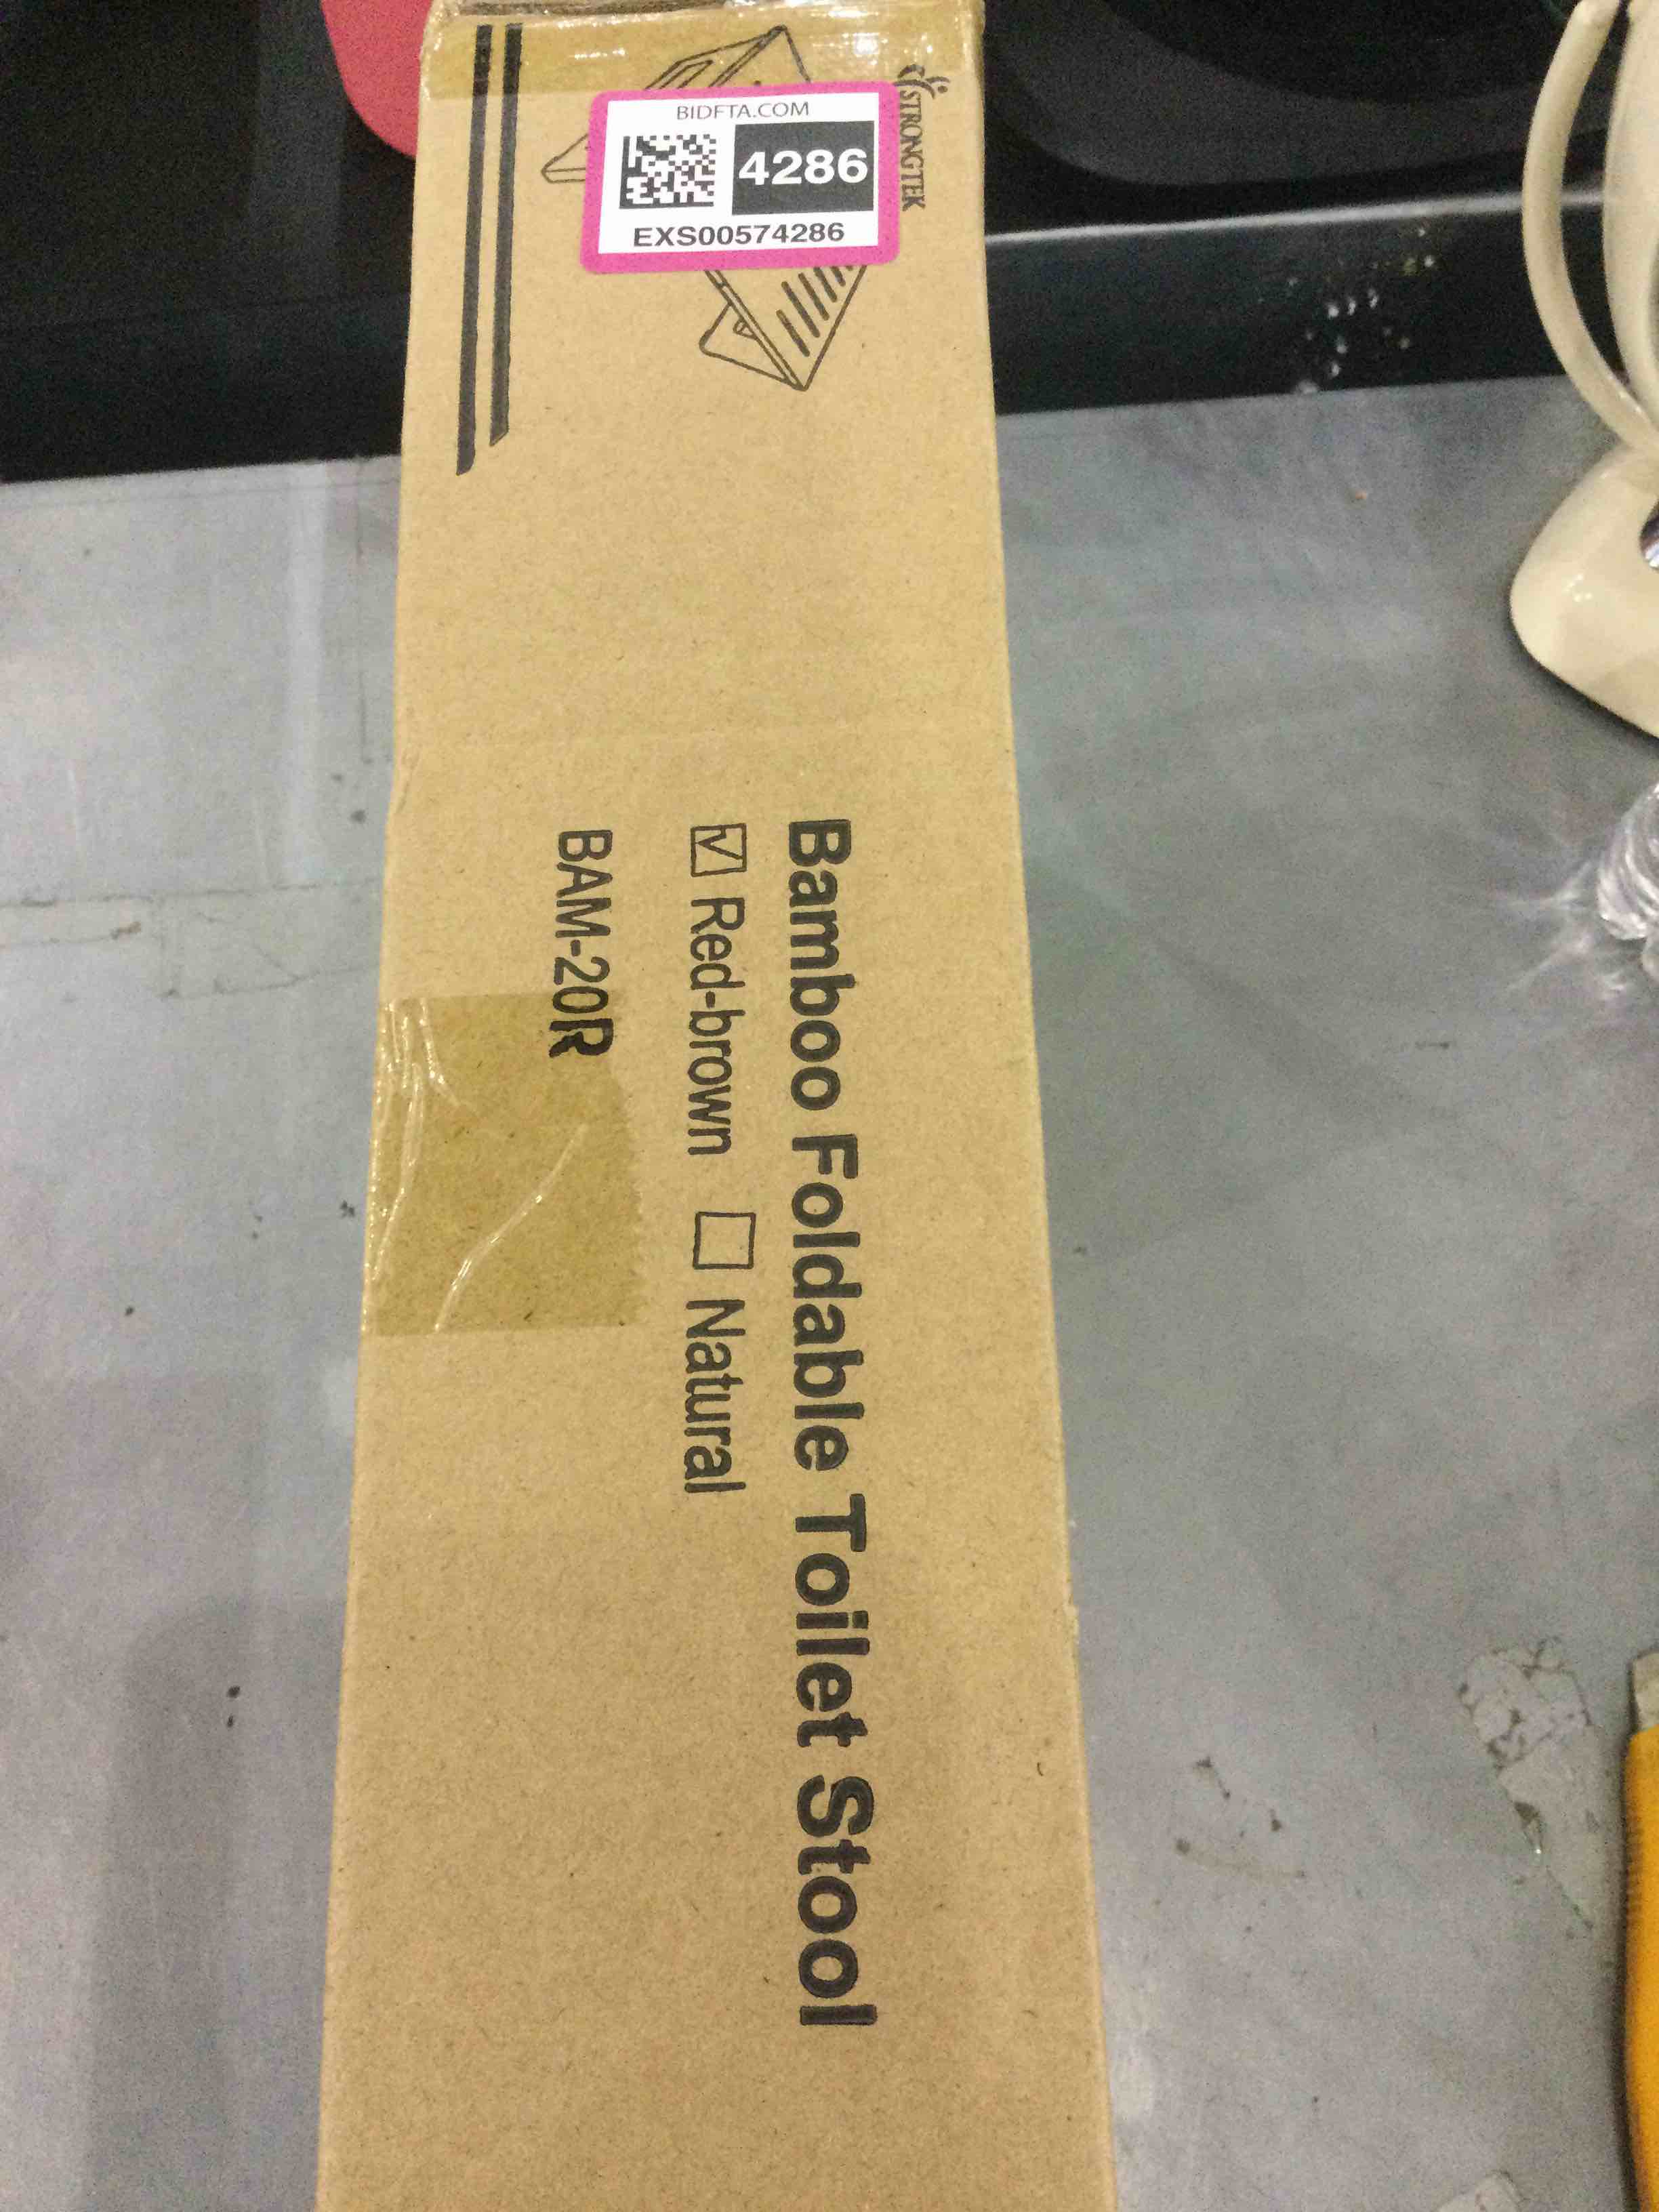 STRONGTEK
BIDFTA.COM
4286
EXS00574286
Bamboo Foldable Toilet Stool
☑ Red-brown ☐ Natural
BAM-20R